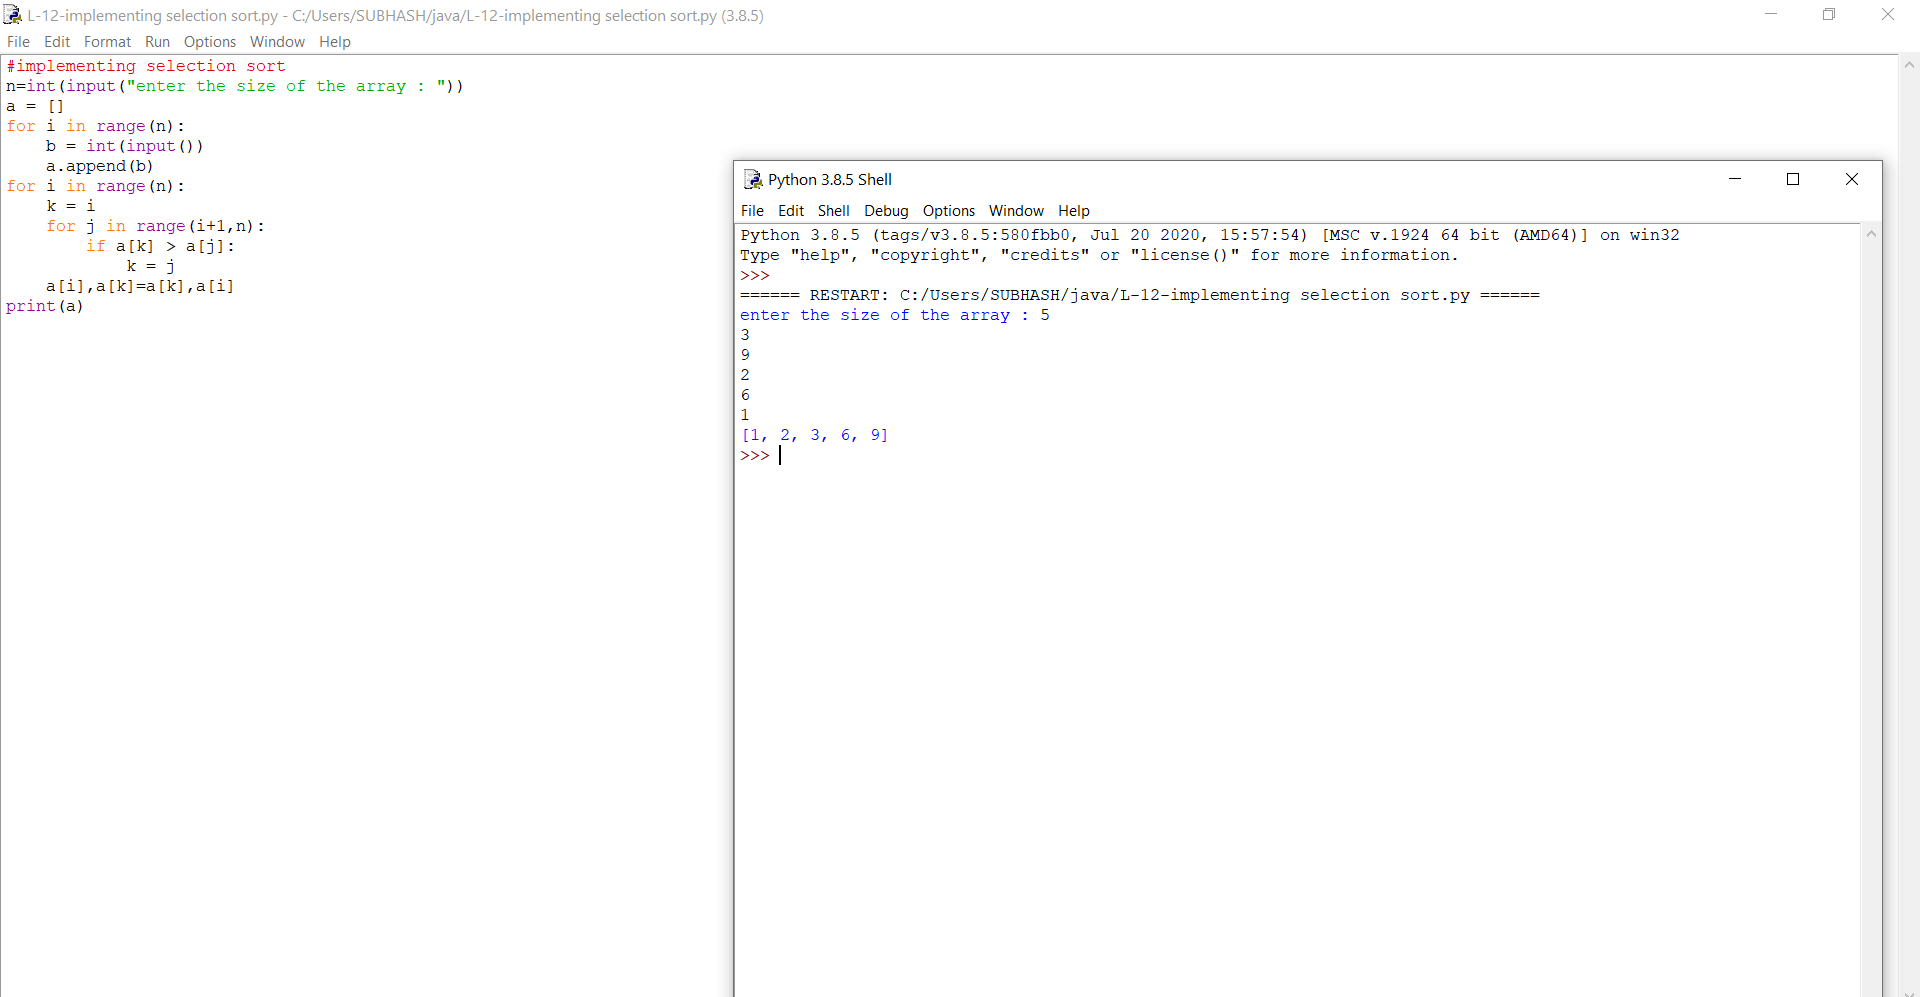 L-12-implementing selection sort.py - C:/Users/SUBHASH/java/L-12-implementing selection sort.py (3.8.5)
File Edit Format Run Options Window Help
#implementing selection sort
n=int(input("enter the size of the array : "))
a = []
for i in range(n):
    b = int(input())
    a.append(b)
for i in range(n):
    k = i
    for j in range(i+1,n):
        if a[k] > a[j]:
            k = j
    a[i],a[k]=a[k],a[i]
print(a)
Python 3.8.5 Shell
File Edit Shell Debug Options Window Help
Python 3.8.5 (tags/v3.8.5:580fbb0, Jul 20 2020, 15:57:54) [MSC v.1924 64 bit (AMD64)] on win32
Type "help", "copyright", "credits" or "license()" for more information.
>>>
====== RESTART: C:/Users/SUBHASH/java/L-12-implementing selection sort.py ======
enter the size of the array : 5
3
9
2
6
1
[1, 2, 3, 6, 9]
>>>